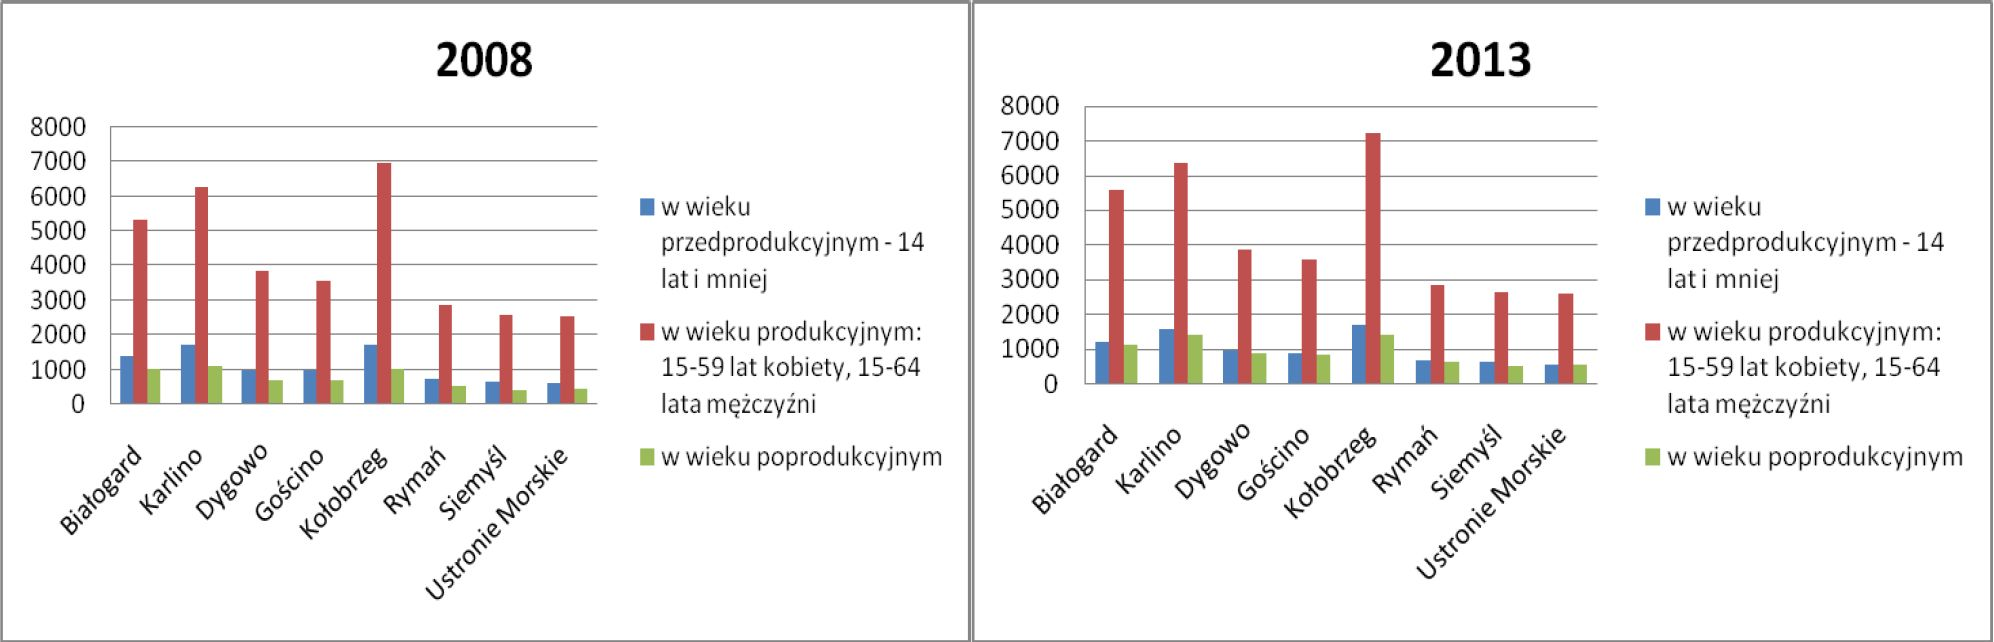 2008
8000
7000
6000
5000
4000
3000
2000
1000
0
Białogard
Karlino
Dygowo
Gościno
Kołobrzeg
Rymań
Siemyśl
Ustronie Morskie
w wieku
przedprodukcyjnym - 14
lat i mniej
w wieku produkcyjnym:
15-59 lat kobiety, 15-64
lata mężczyźni
w wieku poprodukcyjnym
2013
8000
7000
6000
5000
4000
3000
2000
1000
0
Białogard
Karlino
Dygowo
Gościno
Kołobrzeg
Rymań
Siemyśl
Ustronie Morskie
w wieku
przedprodukcyjnym - 14
lat i mniej
w wieku produkcyjnym:
15-59 lat kobiety, 15-64
lata mężczyźni
w wieku poprodukcyjnym